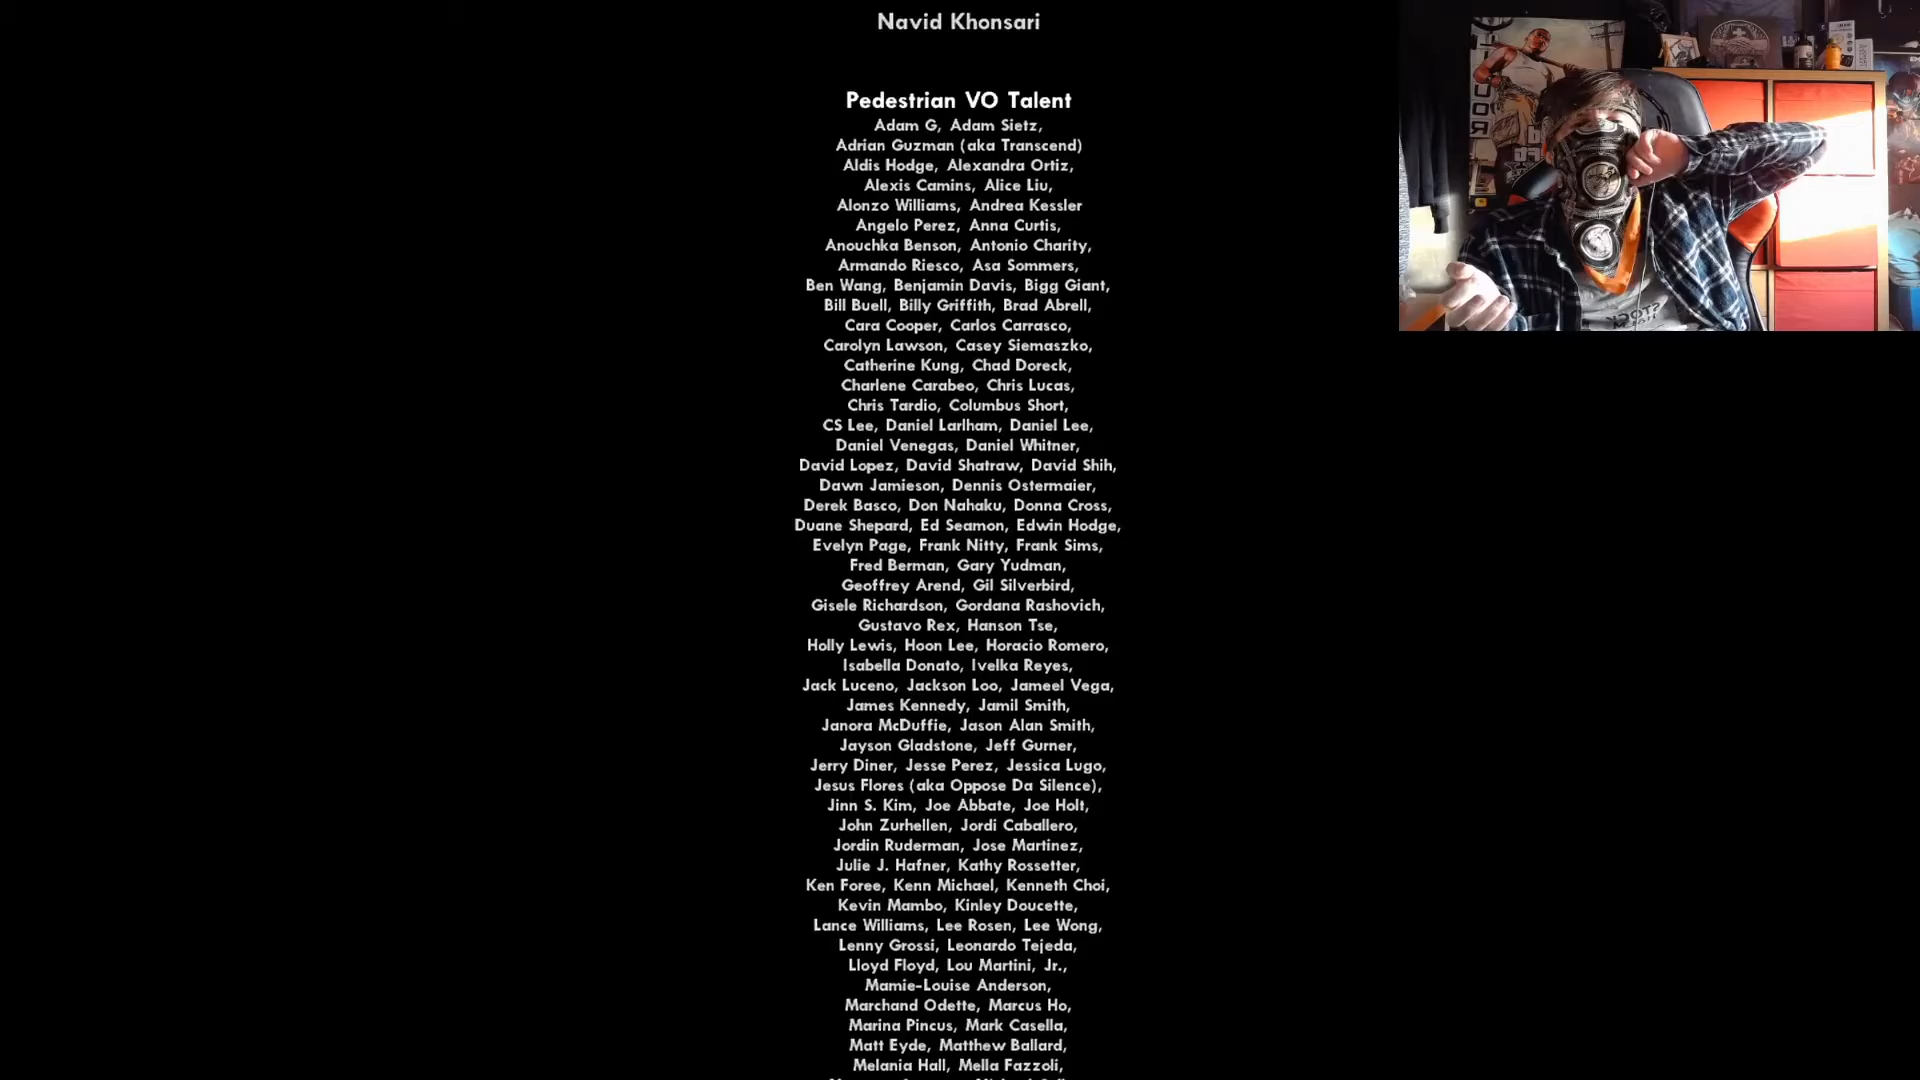 Navid Khonsari
Pedestrian VO Talent
Adam G, Adam Sietz,
Adrian Guzman (aka Transcend)
Aldis Hodge, Alexandra Ortiz,
Alexis Camins, Alice Liu,
Alonzo Williams, Andrea Kessler
Angelo Perez, Anna Curtis,
Anouchka Benson, Antonio Charity,
Armando Riesco, Asa Sommers,
Ben Wang, Benjamin Davis, Bigg Giant,
Bill Buell, Billy Griffith, Brad Abrell,
Cara Cooper, Carlos Carrasco,
Carolyn Lawson, Casey Siemaszko,
Catherine Kung, Chad Doreck,
Charlene Carabeo, Chris Lucas,
Chris Tardio, Columbus Short,
CS Lee, Daniel Larlham, Daniel Lee,
Daniel Venegas, Daniel Whitner,
David Lopez, David Shatraw, David Shih,
Dawn Jamieson, Dennis Ostermaier,
Derek Basco, Don Nahaku, Donna Cross,
Duane Shepard, Ed Seamon, Edwin Hodge,
Evelyn Page, Frank Nitty, Frank Sims,
Fred Berman, Gary Yudman,
Geoffrey Arend, Gil Silverbird,
Gisele Richardson, Gordana Rashovich,
Gustavo Rex, Hanson Tse,
Holly Lewis, Hoon Lee, Horacio Romero,
Isabella Donato, Ivelka Reyes,
Jack Luceno, Jackson Loo, Jameel Vega,
James Kennedy, Jamil Smith,
Janora McDuffie, Jason Alan Smith,
Jayson Gladstone, Jeff Gurner,
Jerry Diner, Jesse Perez, Jessica Lugo,
Jesus Flores (aka Oppose Da Silence),
Jinn S. Kim, Joe Abbate, Joe Holt,
John Zurhellen, Jordi Caballero,
Jordin Ruderman, Jose Martinez,
Julie J. Hafner, Kathy Rossetter,
Ken Foree, Kenn Michael, Kenneth Choi,
Kevin Mambo, Kinley Doucette,
Lance Williams, Lee Rosen, Lee Wong,
Lenny Grossi, Leonardo Tejeda,
Lloyd Floyd, Lou Martini, Jr.,
Mamie-Louise Anderson,
Marchand Odette, Marcus Ho,
Marina Pincus, Mark Casella,
Matt Eyde, Matthew Ballard,
Melania Hall, Mella Fazzoli,